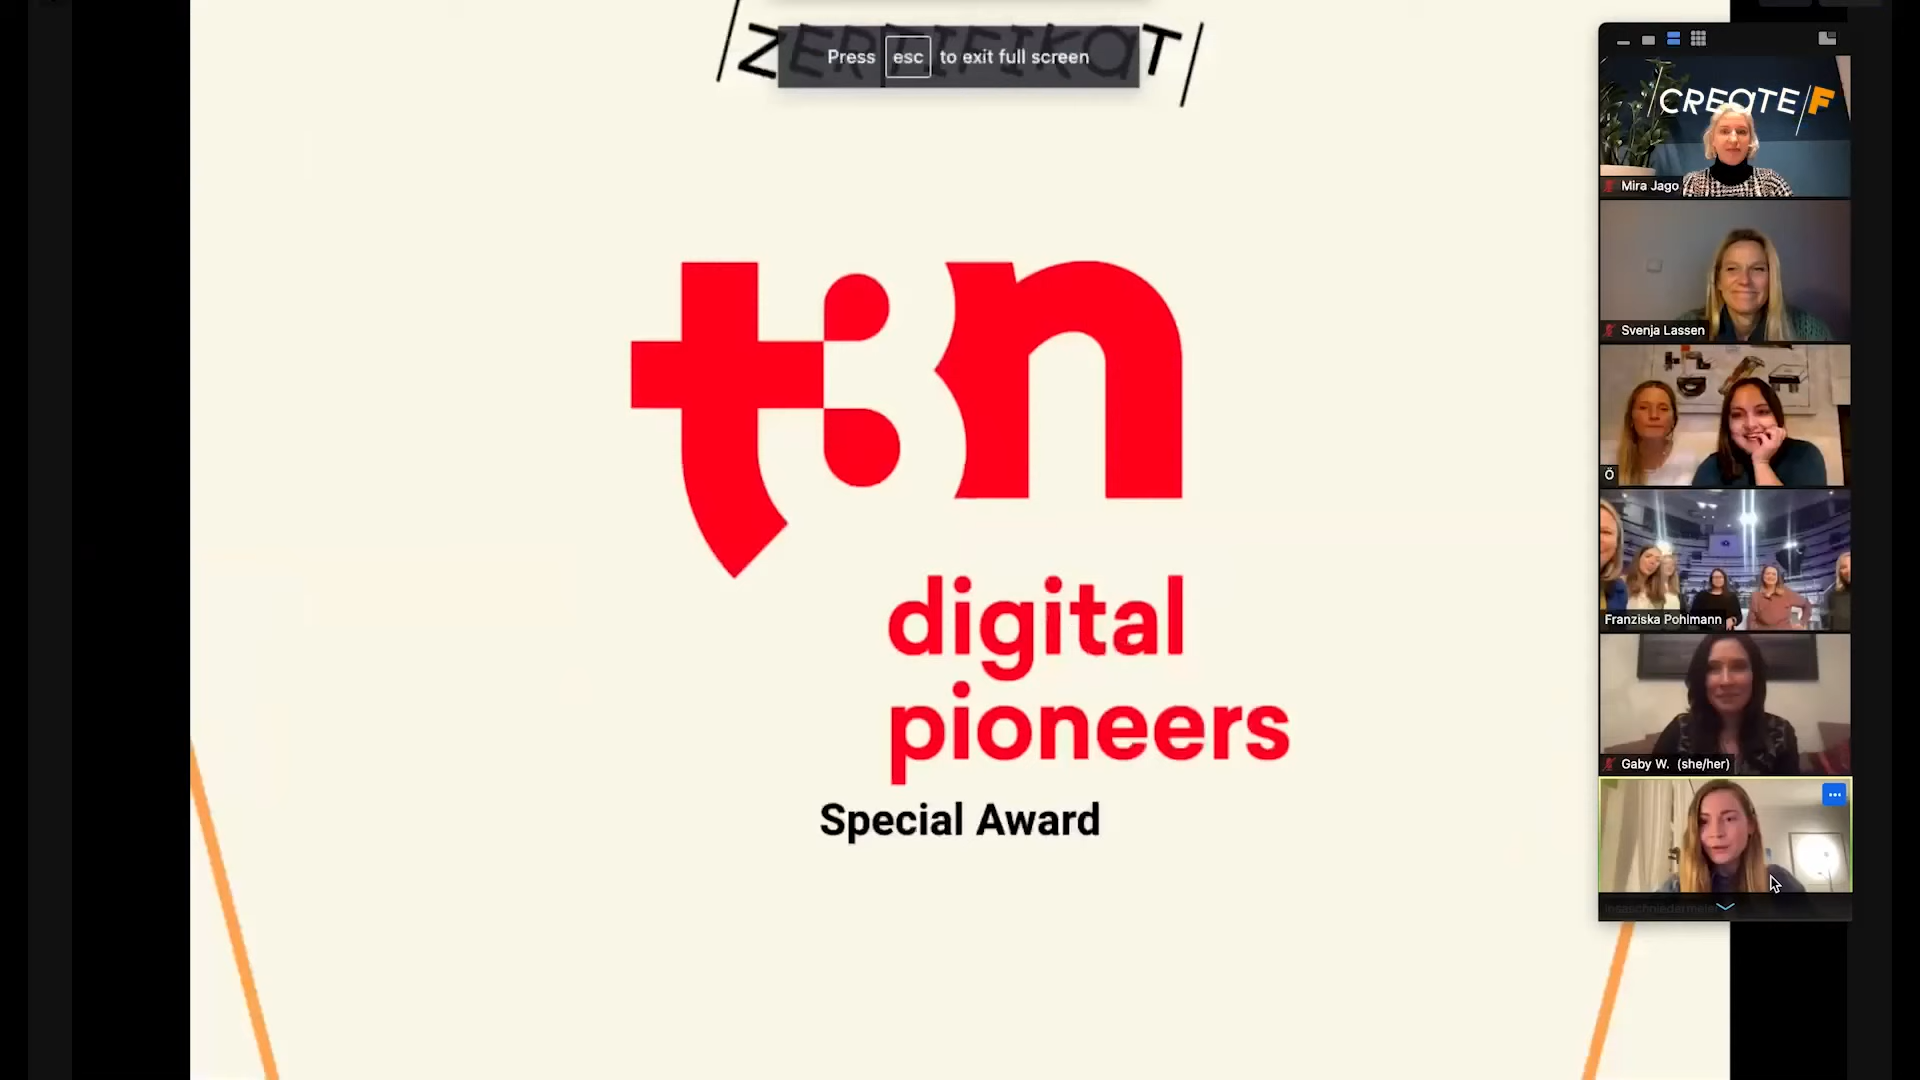 /ZERTIFIKAT/
Press esc to exit full screen
t3n
digital
pioneers
Special Award
/CREATE/F
Mira Jago
Svenja Lassen
Ö
Franziska Pohlmann
Gaby W. (she/her)